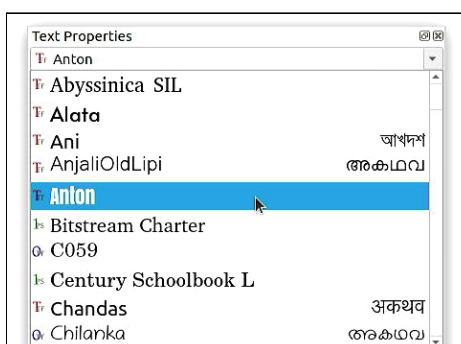 Text Properties
Anton
Abyssinica SIL
Alata
Ani আখদশ
AnjaliOldLipi അകഥവ
Anton
Bitstream Charter
C059
Century Schoolbook L
Chandas अकथव
Chilanka അകഥവ